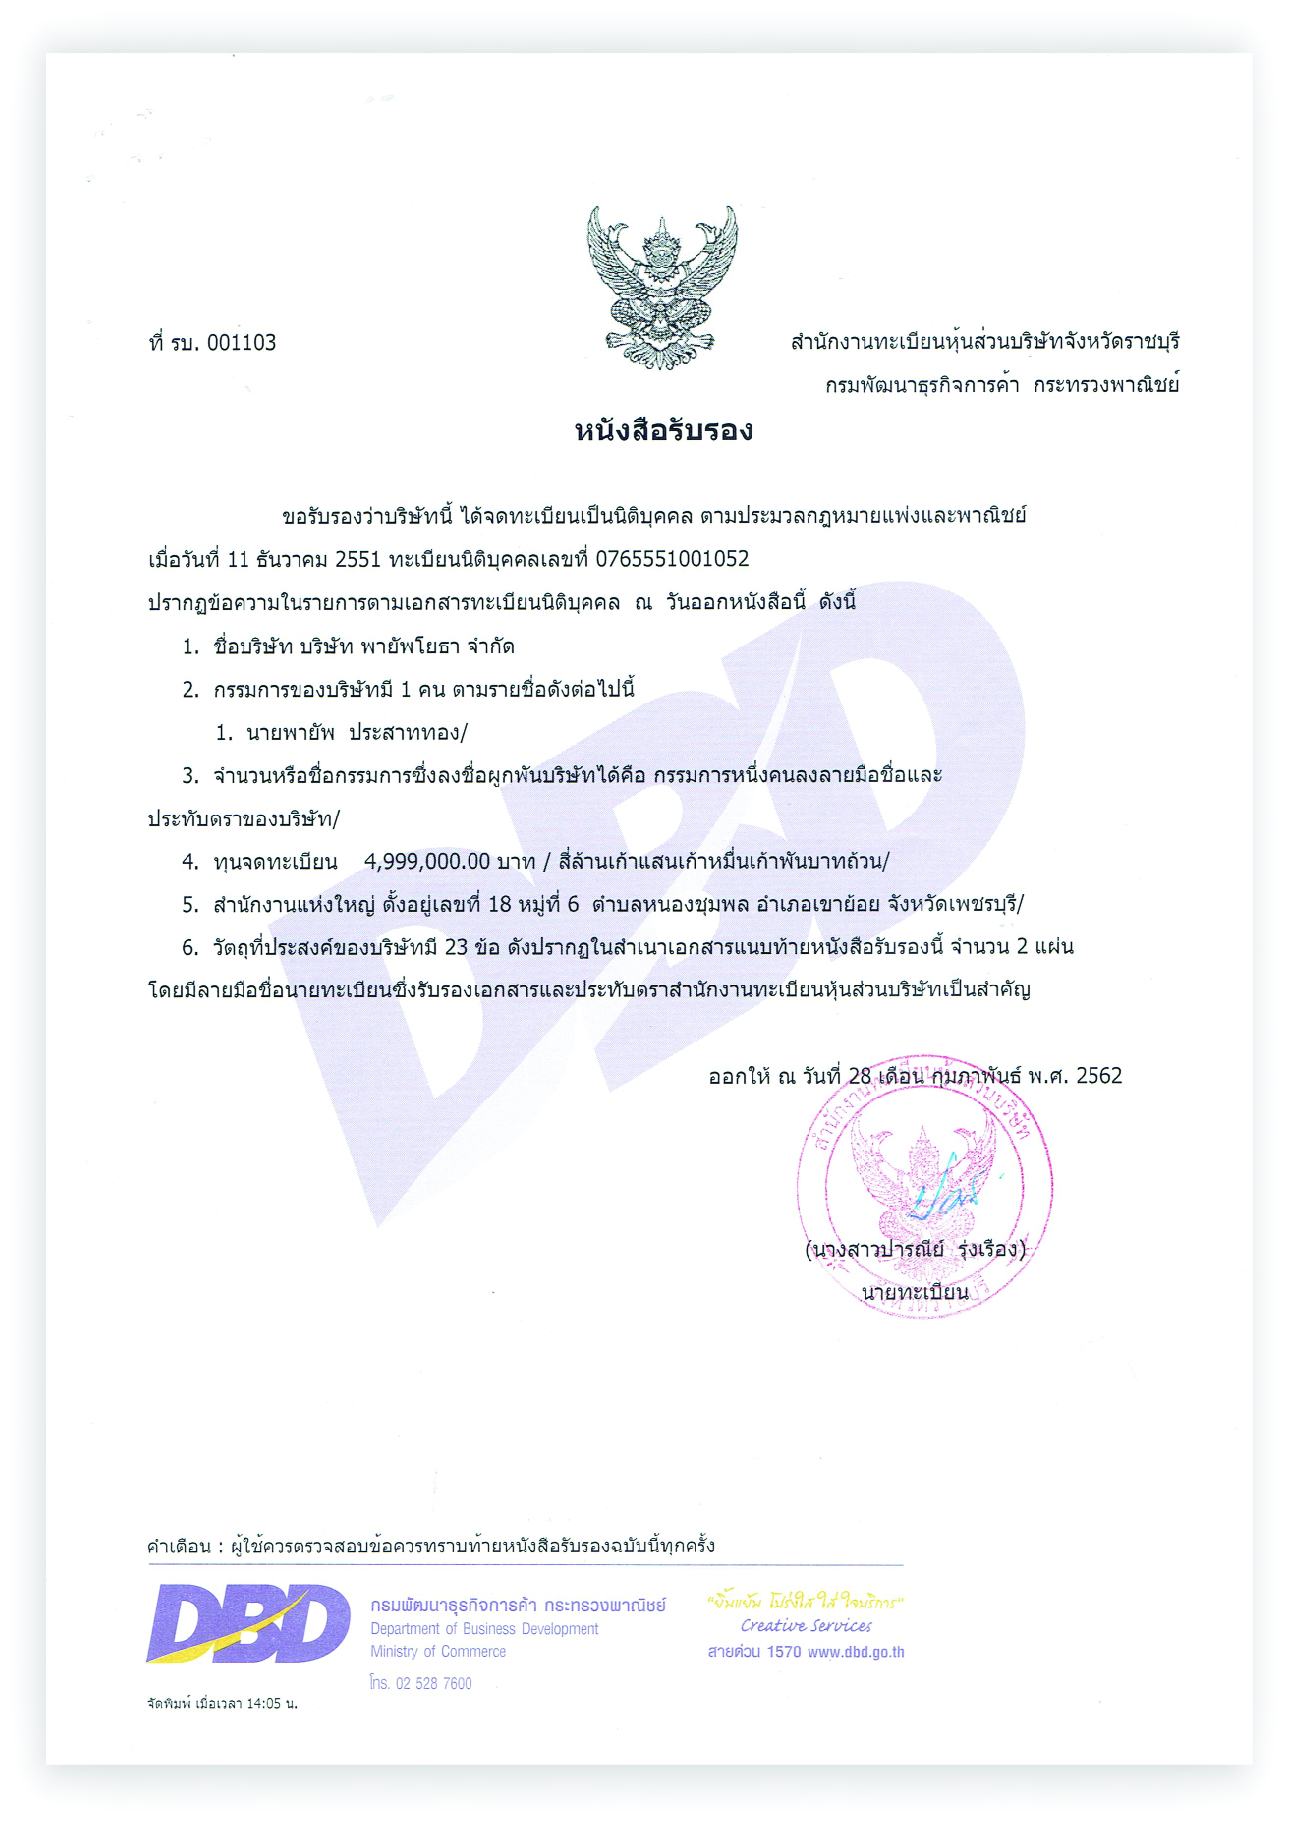 ที่ รบ. 001103
สำนักงานทะเบียนหุ้นส่วนบริษัทจังหวัดราชบุรี
กรมพัฒนาธุรกิจการค้า กระทรวงพาณิชย์
หนังสือรับรอง
ขอรับรองว่าบริษัทนี้ ได้จดทะเบียนเป็นนิติบุคคล ตามประมวลกฎหมายแพ่งและพาณิชย์
เมื่อวันที่ 11 ธันวาคม 2551 ทะเบียนนิติบุคคลเลขที่ 0765551001052
ปรากฏข้อความในรายการตามเอกสารทะเบียนนิติบุคคล ณ วันออกหนังสือนี้ ดังนี้
1. ชื่อบริษัท บริษัท พายัพโยธา จำกัด
2. กรรมการของบริษัทมี 1 คน ตามรายชื่อดังต่อไปนี้
1. นายพายัพ ประสาททอง/
3. จำนวนหรือชื่อกรรมการซึ่งลงชื่อผูกพันบริษัทได้คือ กรรมการหนึ่งคนลงลายมือชื่อและ
ประทับตราของบริษัท/
4. ทุนจดทะเบียน 4,999,000.00 บาท / สี่ล้านเก้าแสนเก้าหมื่นเก้าพันบาทถ้วน/
5. สำนักงานแห่งใหญ่ ตั้งอยู่เลขที่ 18 หมู่ที่ 6 ตำบลหนองชุมพล อำเภอเขาย้อย จังหวัดเพชรบุรี/
6. วัตถุที่ประสงค์ของบริษัทมี 23 ข้อ ดังปรากฏในสำเนาเอกสารแนบท้ายหนังสือรับรองนี้ จำนวน 2 แผ่น
โดยมีลายมือชื่อนายทะเบียนซึ่งรับรองเอกสารและประทับตราสำนักงานทะเบียนหุ้นส่วนบริษัทเป็นสำคัญ
DBD
ออกให้ ณ วันที่ 28 เดือน กุมภาพันธ์ พ.ศ. 2562
สำนักงานทะเบียนหุ้นส่วนบริษัท
(นางสาวปารณีย์ รุ่งเรือง)
นายทะเบียน
จังหวัดราชบุรี
คำเตือน : ผู้ใช้ควรตรวจสอบข้อควรทราบท้ายหนังสือรับรองฉบับนี้ทุกครั้ง
DBD
กรมพัฒนาธุรกิจการค้า กระทรวงพาณิชย์
Department of Business Development
Ministry of Commerce
โทร. 02 528 7600
"ยิ้มแย้ม โปร่งใส ใส่ใจบริการ"
Creative Services
สายด่วน 1570 www.dbd.go.th
จัดพิมพ์ เมื่อเวลา 14:05 น.